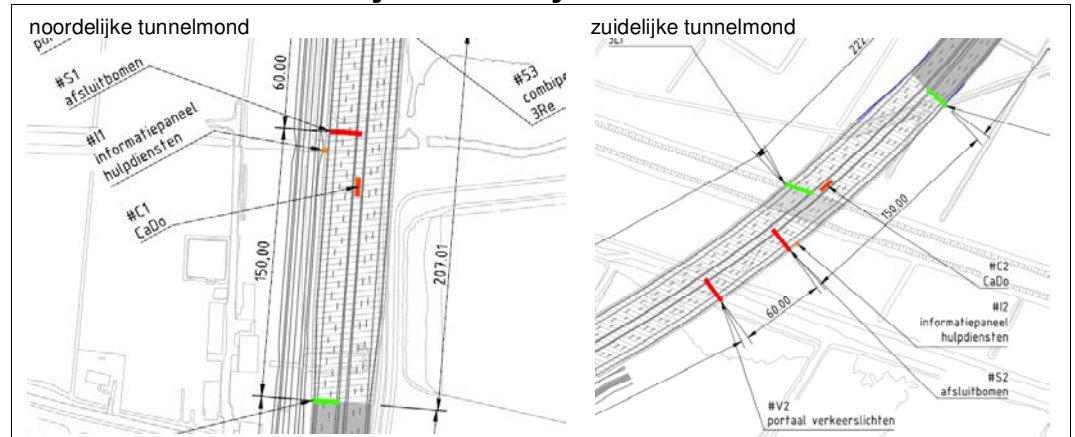 noordelijke tunnelmond
60.00
#S1
afsluitbomen
#I1
informatiepaneel
hulpdiensten
#C1
CaDo
150,00
207.01
#S3
3Re
zuidelijke tunnelmond
222
150.00
60.00
#C2
CaDo
#I2
informatiepaneel
hulpdiensten
#S2
afsluitbomen
#V2
portaal verkeerslichten